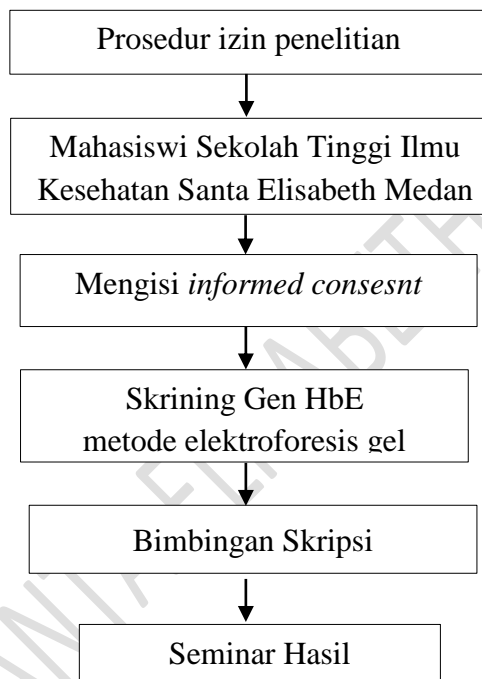 Prosedur izin penelitian
Mahasiswi Sekolah Tinggi Ilmu
Kesehatan Santa Elisabeth Medan
Mengisi informed consesnt
Skrining Gen HbE
metode elektroforesis gel
Bimbingan Skripsi
Seminar Hasil